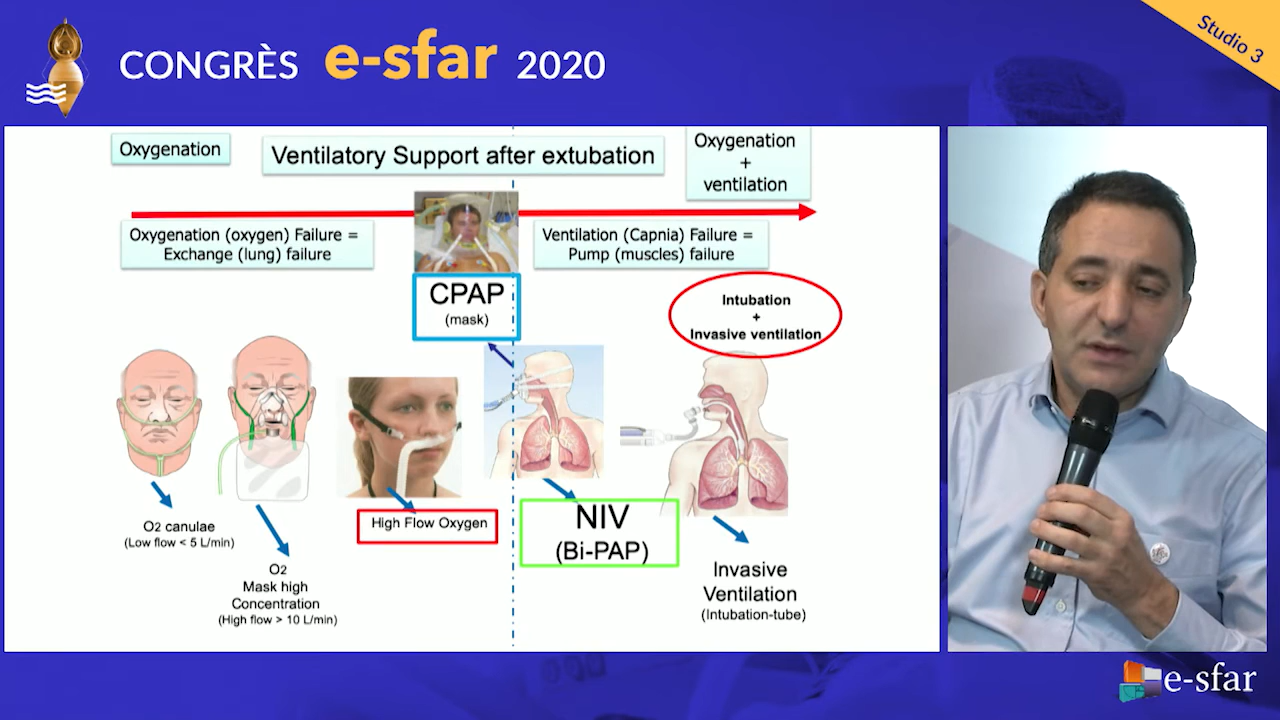 CONGRÈS e-sfar 2020
Studio 3
Oxygenation
Ventilatory Support after extubation
Oxygenation
+
ventilation
Oxygenation (oxygen) Failure =
Exchange (lung) failure
Ventilation (Capnia) Failure =
Pump (muscles) failure
CPAP
(mask)
Intubation
+
Invasive ventilation
High Flow Oxygen
NIV
(Bi-PAP)
O2 canulae
(Low flow < 5 L/min)
O2
Mask high
Concentration
(High flow > 10 L/min)
Invasive
Ventilation
(Intubation-tube)
e-sfar